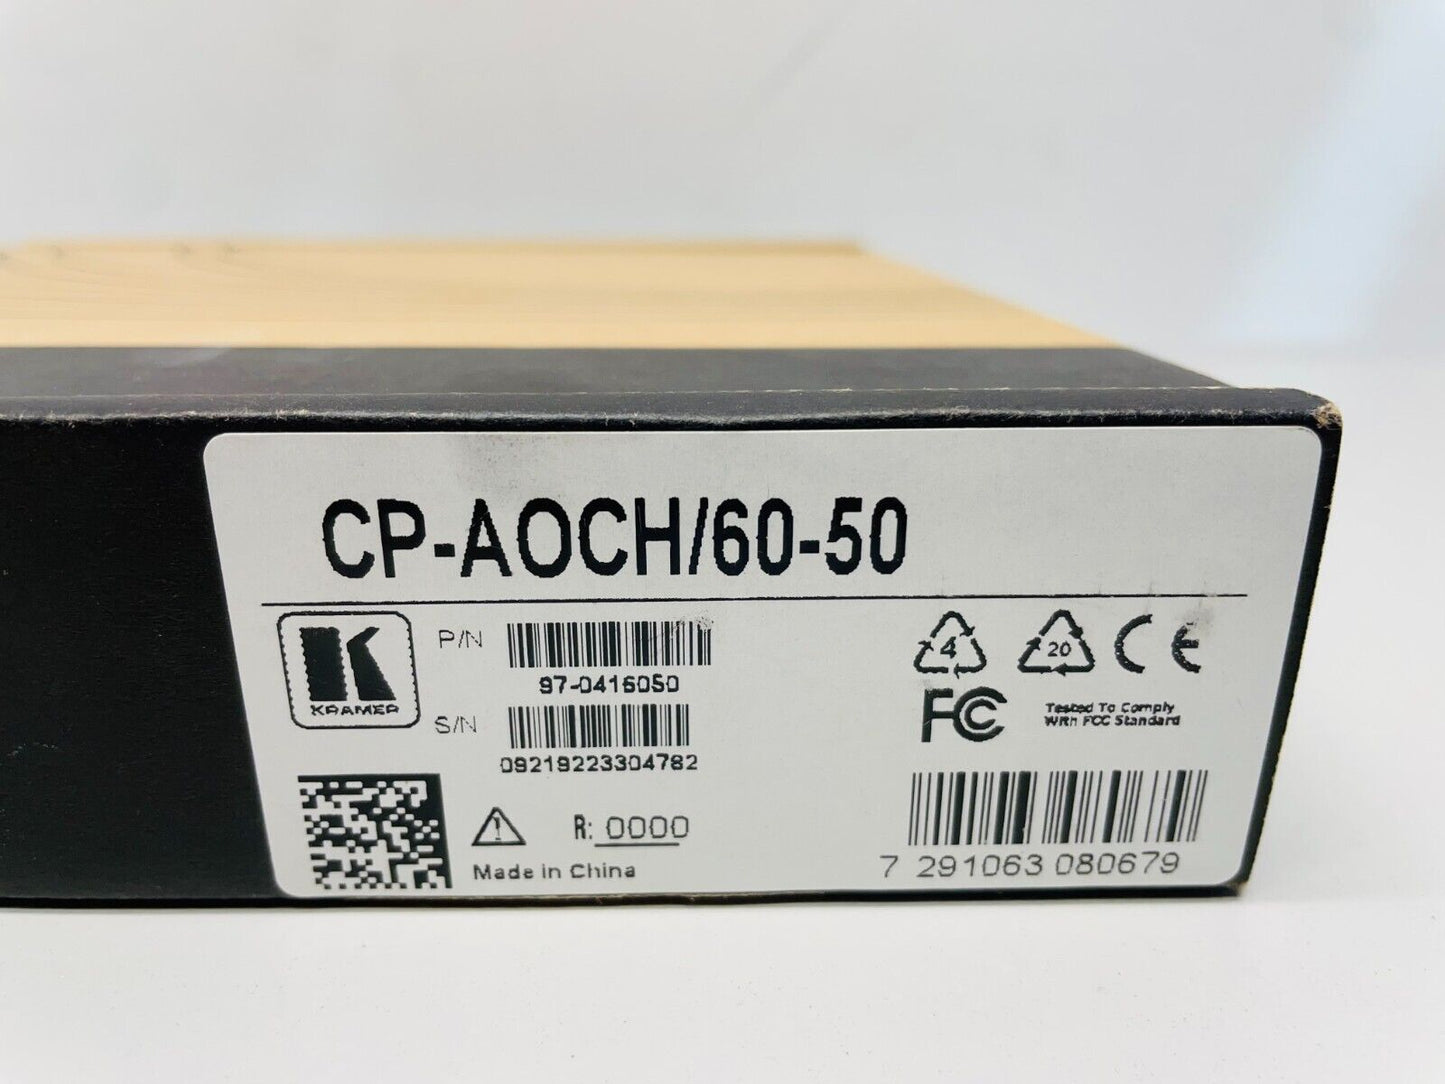 CP-AOCH/60-50
KRAMER
P/N
97-0416050
S/N
09219223304782
R: 0000
Made in China
4
20
CE
FC
Tested To Comply
With FCC Standard
7 291063 080679